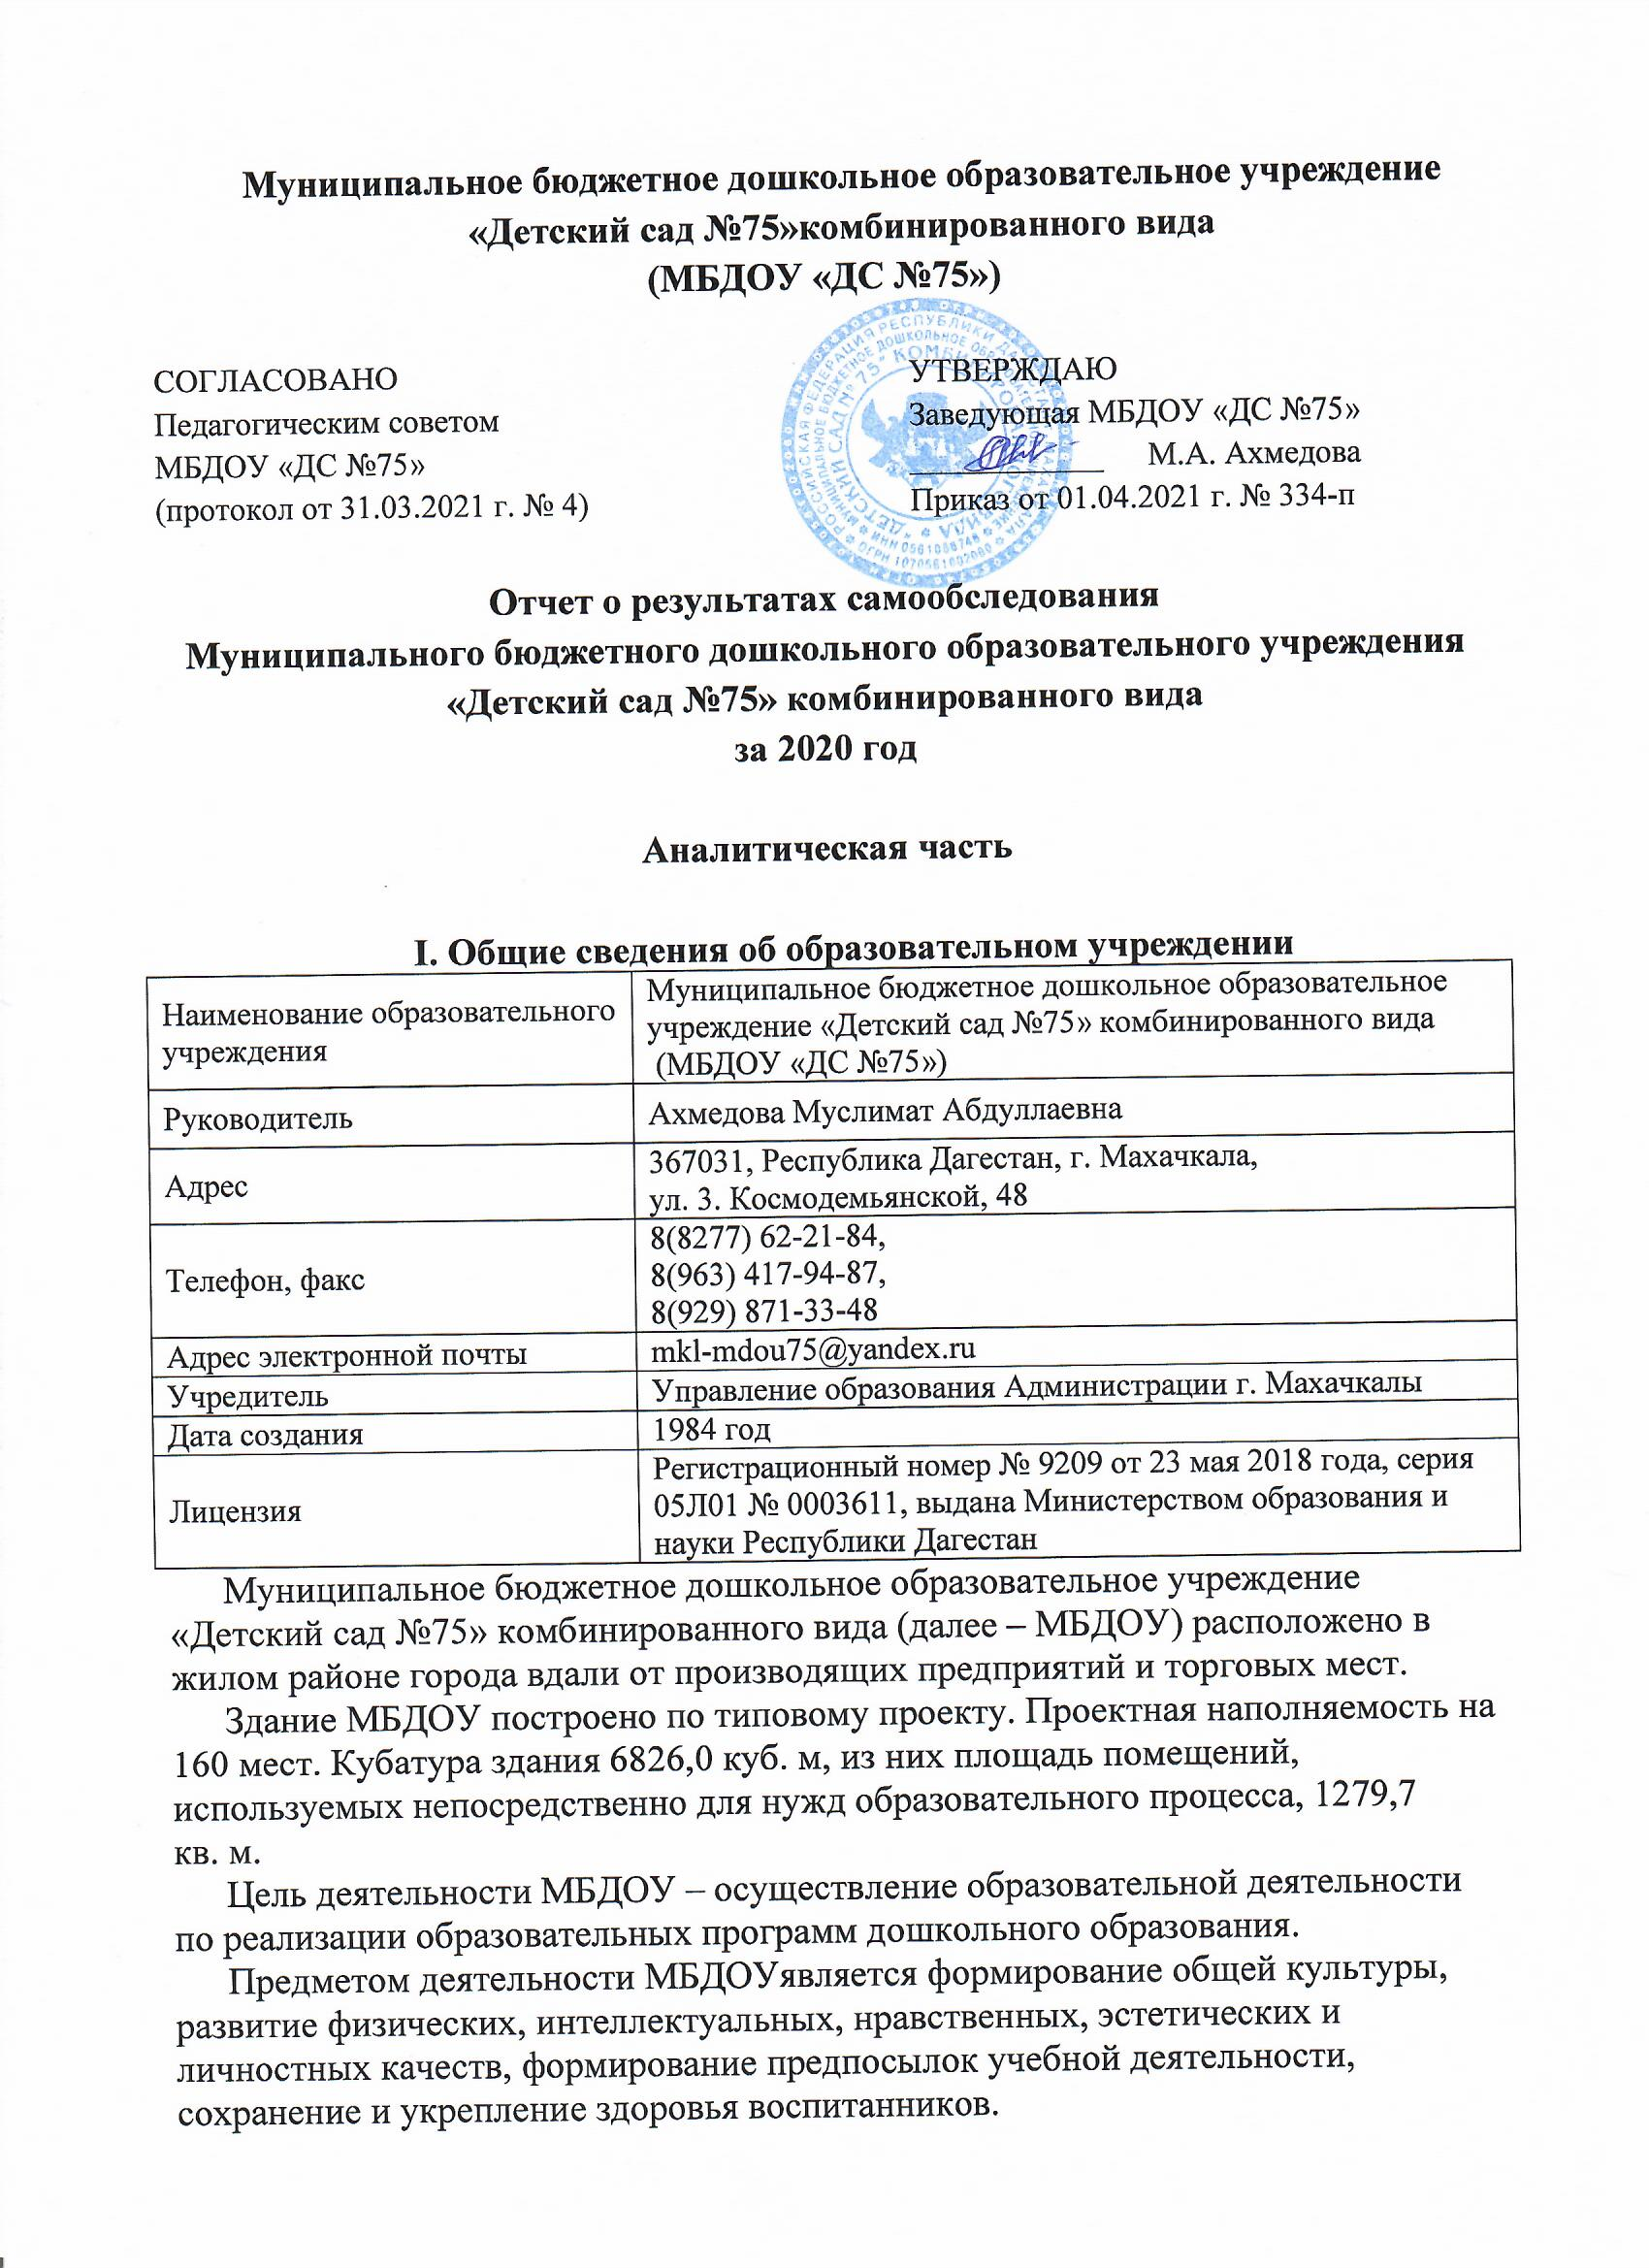 Муниципальное бюджетное дошкольное образовательное учреждение
«Детский сад №75»комбинированного вида
(МБДОУ «ДС №75»)
СОГЛАСОВАНО
Педагогическим советом
МБДОУ «ДС №75»
(протокол от 31.03.2021 г. № 4)
УТВЕРЖДАЮ
Заведующая МБДОУ «ДС №75»
М.А. Ахмедова
Приказ от 01.04.2021 г. № 334-п
Отчет о результатах самообследования
Муниципального бюджетного дошкольного образовательного учреждения
«Детский сад №75» комбинированного вида
за 2020 год
Аналитическая часть
I. Общие сведения об образовательном учреждении
Наименование образовательного
учреждения
Муниципальное бюджетное дошкольное образовательное
учреждение «Детский сад №75» комбинированного вида
(МБДОУ «ДС №75»)
Руководитель
Ахмедова Муслимат Абдуллаевна
Адрес
367031, Республика Дагестан, г. Махачкала,
ул. З. Космодемьянской, 48
Телефон, факс
8(8277) 62-21-84,
8(963) 417-94-87,
8(929) 871-33-48
Адрес электронной почты
mkl-mdou75@yandex.ru
Учредитель
Управление образования Администрации г. Махачкалы
Дата создания
1984 год
Лицензия
Регистрационный номер № 9209 от 23 мая 2018 года, серия
05Л01 № 0003611, выдана Министерством образования и
науки Республики Дагестан
Муниципальное бюджетное дошкольное образовательное учреждение
«Детский сад №75» комбинированного вида (далее – МБДОУ) расположено в
жилом районе города вдали от производящих предприятий и торговых мест.
Здание МБДОУ построено по типовому проекту. Проектная наполняемость на
160 мест. Кубатура здания 6826,0 куб. м, из них площадь помещений,
используемых непосредственно для нужд образовательного процесса, 1279,7
кв. м.
Цель деятельности МБДОУ – осуществление образовательной деятельности
по реализации образовательных программ дошкольного образования.
Предметом деятельности МБДОУявляется формирование общей культуры,
развитие физических, интеллектуальных, нравственных, эстетических и
личностных качеств, формирование предпосылок учебной деятельности,
сохранение и укрепление здоровья воспитанников.